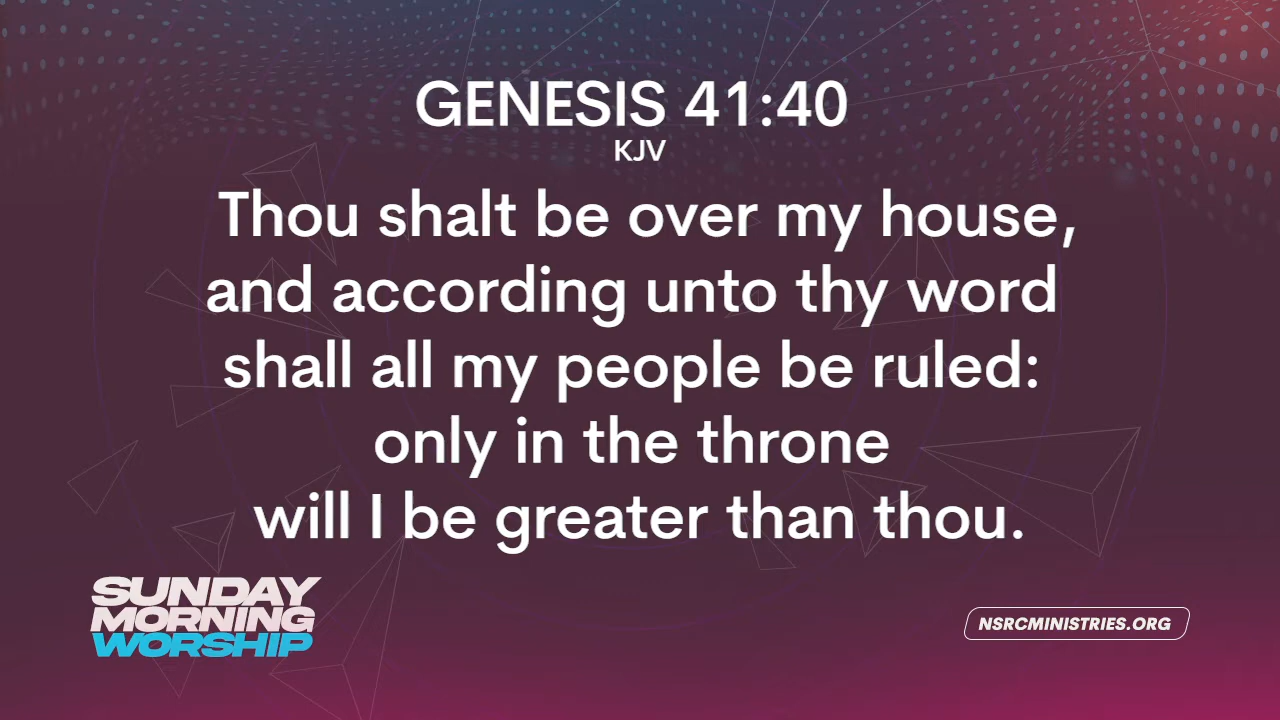 GENESIS 41:40
KJV
Thou shalt be over my house,
and according unto thy word
shall all my people be ruled:
only in the throne
will I be greater than thou.
SUNDAY
MORNING
WORSHIP
NSRCMINISTRIES.ORG